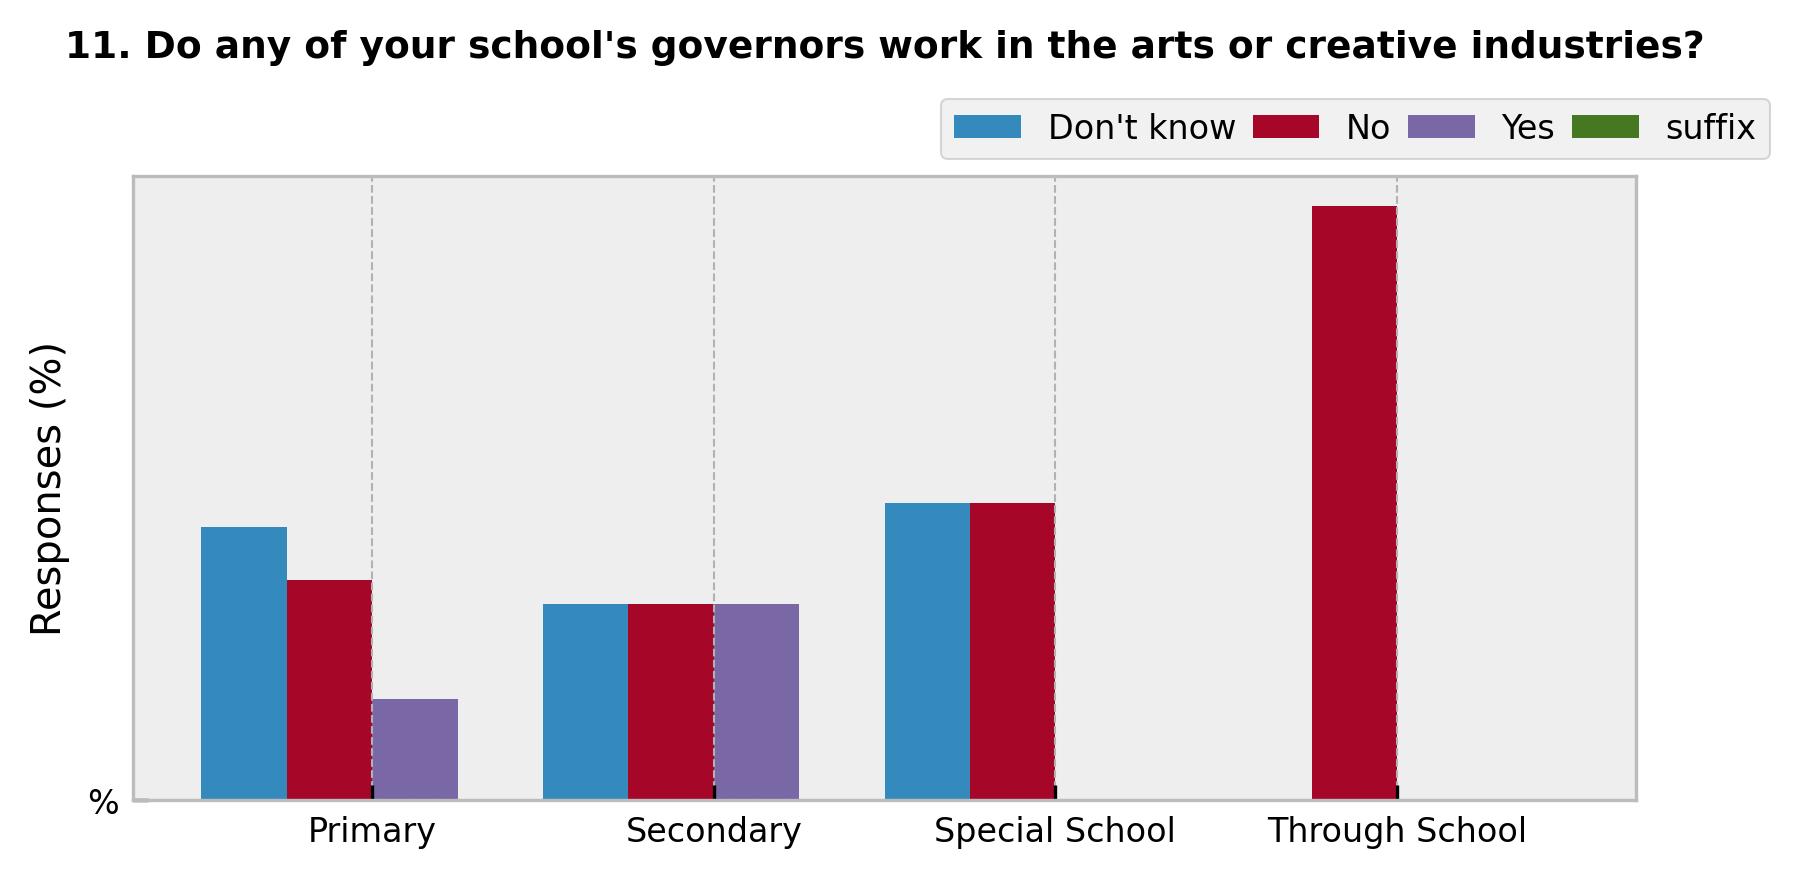 11. Do any of your school's governors work in the arts or creative industries?
Don't know No Yes suffix
Responses (%)
%
Primary Secondary Special School Through School